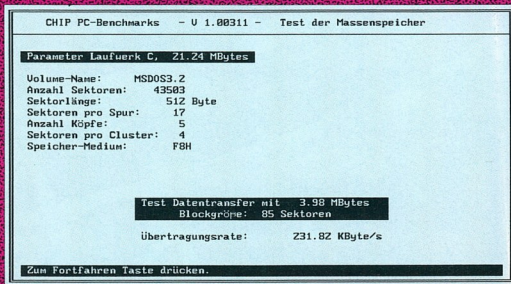 CHIP PC-Benchmarks - V 1.00311 - Test der Massenspeicher
Parameter Laufwerk C, 21.24 MBytes
Volume-Name: MSDOS3.2
Anzahl Sektoren: 43503
Sektorlänge: 512 Byte
Sektoren pro Spur: 17
Anzahl Köpfe: 5
Sektoren pro Cluster: 4
Speicher-Medium: F8H
Test Datentransfer mit 3.98 MBytes
Blockgröße: 85 Sektoren
Übertragungsrate: 231.82 KByte/s
Zum Fortfahren Taste drücken.